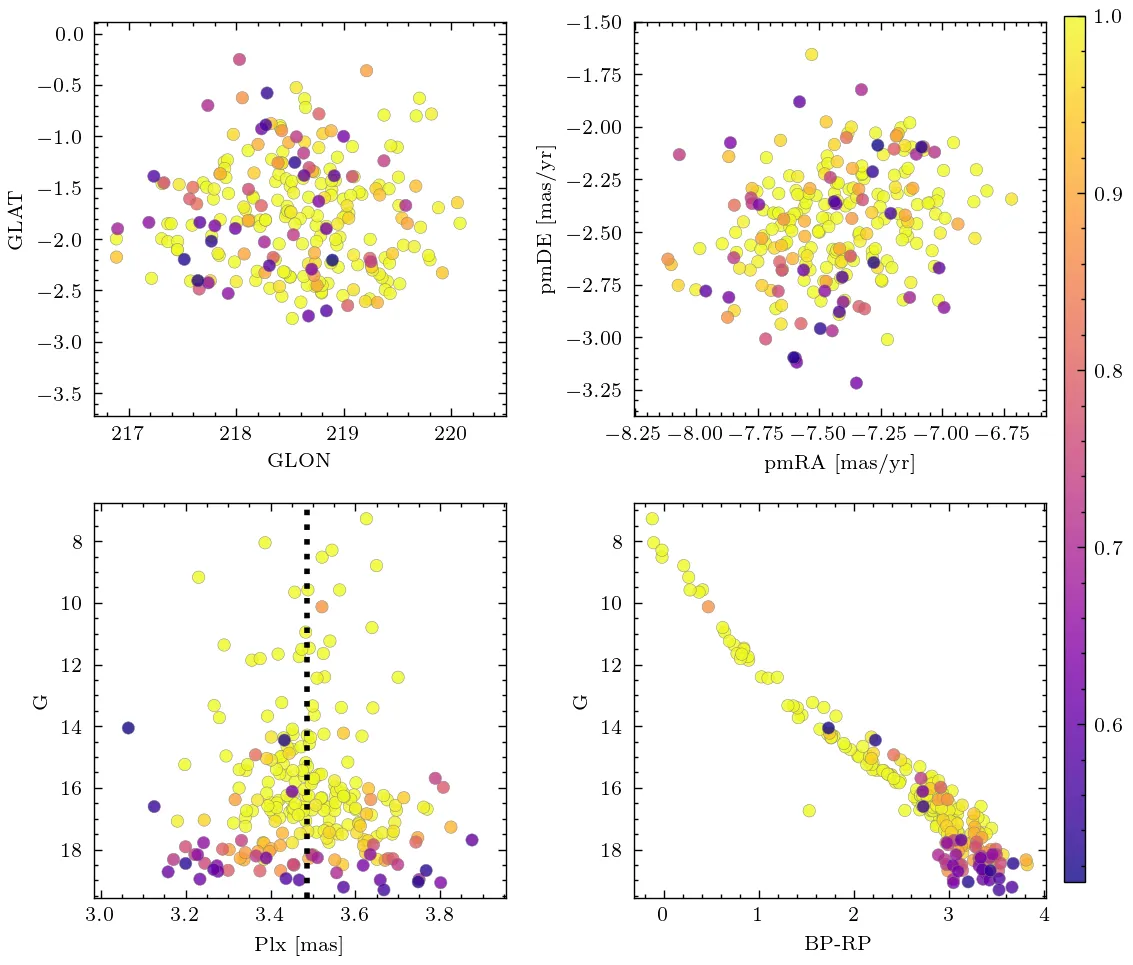 0.0
−0.5
−1.0
−1.5
−2.0
−2.5
−3.0
−3.5
GLAT
217 218 219 220
GLON
−1.50
−1.75
−2.00
−2.25
−2.50
−2.75
−3.00
−3.25
pmDE [mas/yr]
−8.25 −8.00 −7.75 −7.50 −7.25 −7.00 −6.75
pmRA [mas/yr]
8
10
12
14
16
18
G
3.0 3.2 3.4 3.6 3.8
Plx [mas]
8
10
12
14
16
18
G
0 1 2 3 4
BP-RP
1.0
0.9
0.8
0.7
0.6